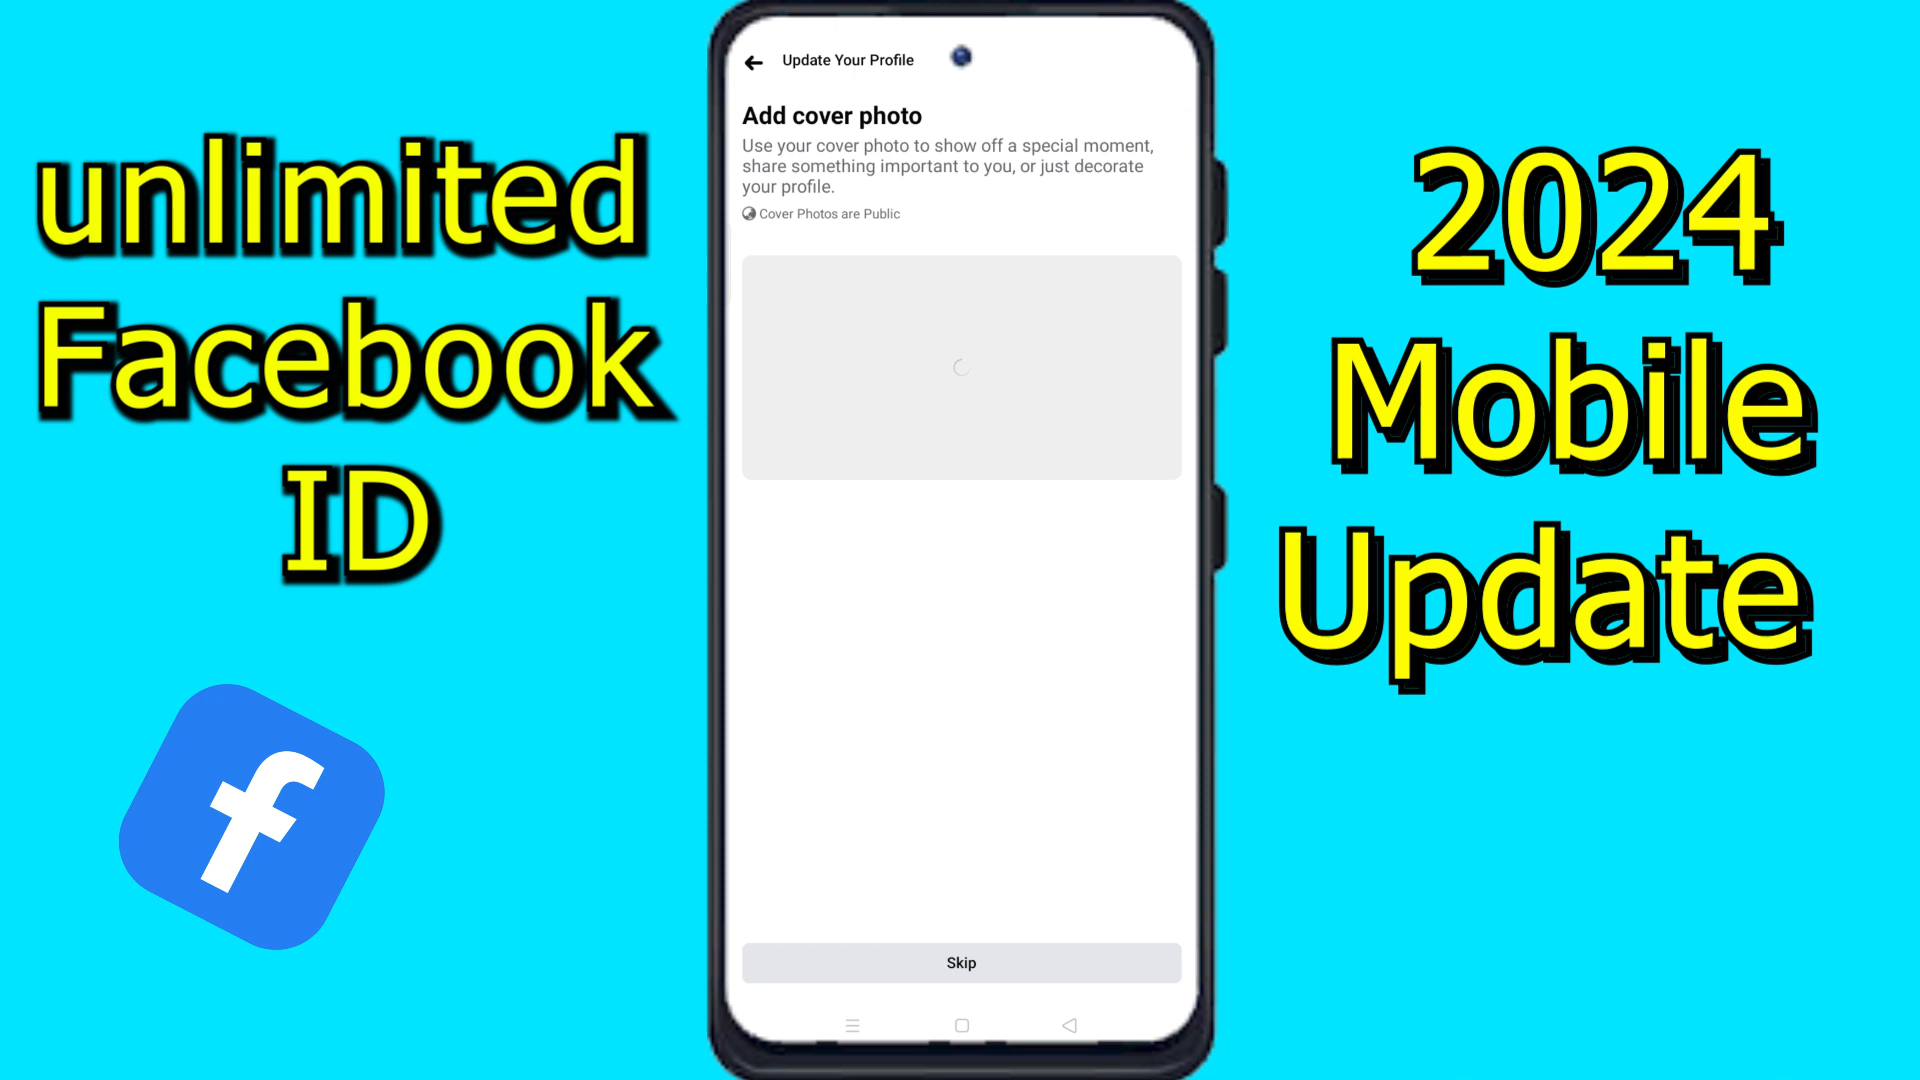 unlimited
Facebook
ID
Update Your Profile
Add cover photo
Use your cover photo to show off a special moment,
share something important to you, or just decorate
your profile.
Cover Photos are Public
Skip
2024
Mobile
Update